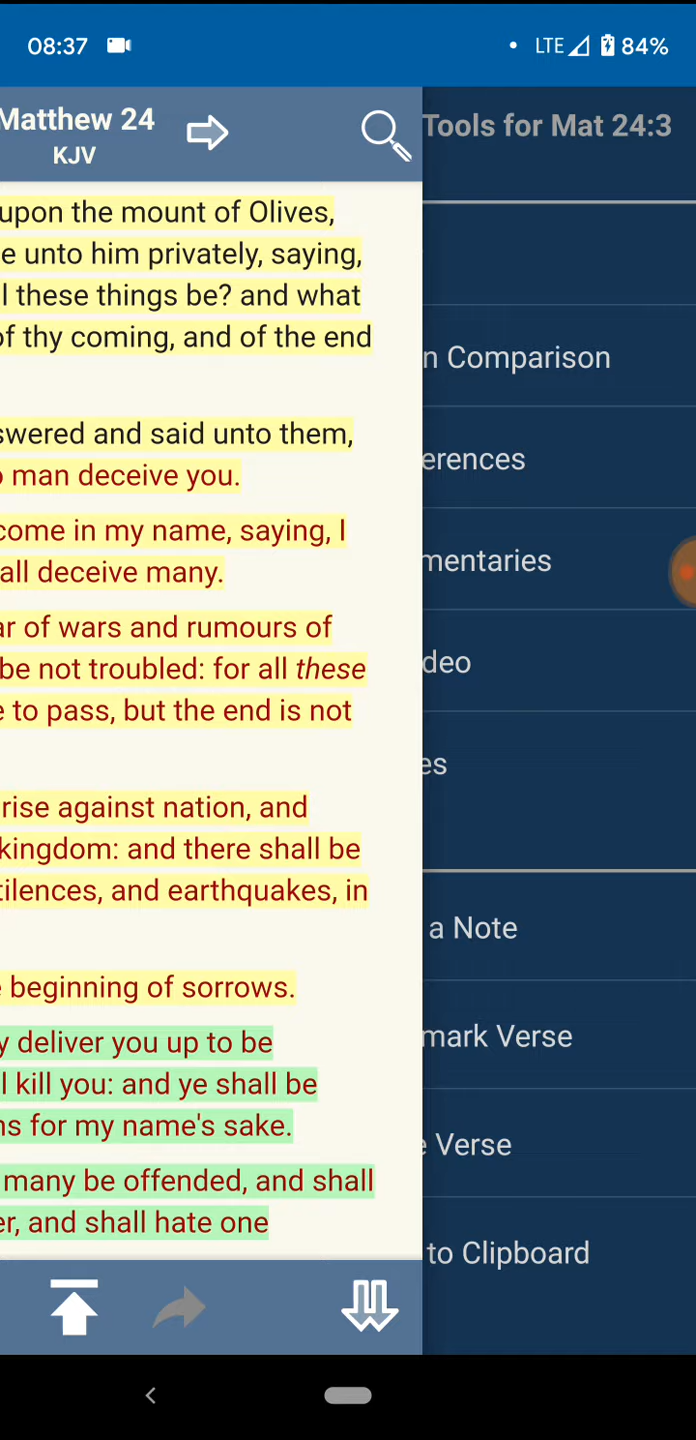 08:37
LTE 84%
Matthew 24
KJV
Tools for Mat 24:3
upon the mount of Olives,
e unto him privately, saying,
l these things be? and what
of thy coming, and of the end
swered and said unto them,
o man deceive you.
come in my name, saying, I
all deceive many.
ar of wars and rumours of
be not troubled: for all these
e to pass, but the end is not
rise against nation, and
kingdom: and there shall be
tilences, and earthquakes, in
e beginning of sorrows.
y deliver you up to be
l kill you: and ye shall be
ns for my name's sake.
many be offended, and shall
er, and shall hate one
n Comparison
erences
mentaries
deo
es
a Note
mark Verse
e Verse
to Clipboard